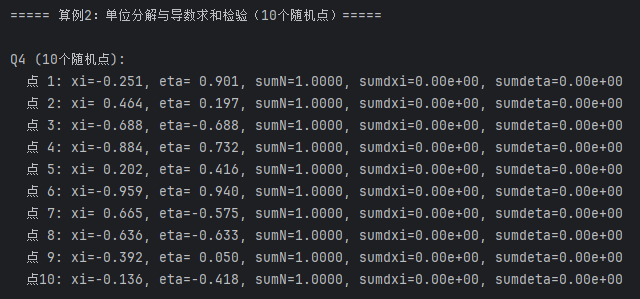 ===== 算例2：单位分解与导数求和检验（10个随机点）=====
Q4 (10个随机点):
点 1: xi=-0.251, eta= 0.901, sumN=1.0000, sumdxi=0.00e+00, sumdeta=0.00e+00
点 2: xi= 0.464, eta= 0.197, sumN=1.0000, sumdxi=0.00e+00, sumdeta=0.00e+00
点 3: xi=-0.688, eta=-0.688, sumN=1.0000, sumdxi=0.00e+00, sumdeta=0.00e+00
点 4: xi=-0.884, eta= 0.732, sumN=1.0000, sumdxi=0.00e+00, sumdeta=0.00e+00
点 5: xi= 0.202, eta= 0.416, sumN=1.0000, sumdxi=0.00e+00, sumdeta=0.00e+00
点 6: xi=-0.959, eta= 0.940, sumN=1.0000, sumdxi=0.00e+00, sumdeta=0.00e+00
点 7: xi= 0.665, eta=-0.575, sumN=1.0000, sumdxi=0.00e+00, sumdeta=0.00e+00
点 8: xi=-0.636, eta=-0.633, sumN=1.0000, sumdxi=0.00e+00, sumdeta=0.00e+00
点 9: xi=-0.392, eta= 0.050, sumN=1.0000, sumdxi=0.00e+00, sumdeta=0.00e+00
点10: xi=-0.136, eta=-0.418, sumN=1.0000, sumdxi=0.00e+00, sumdeta=0.00e+00